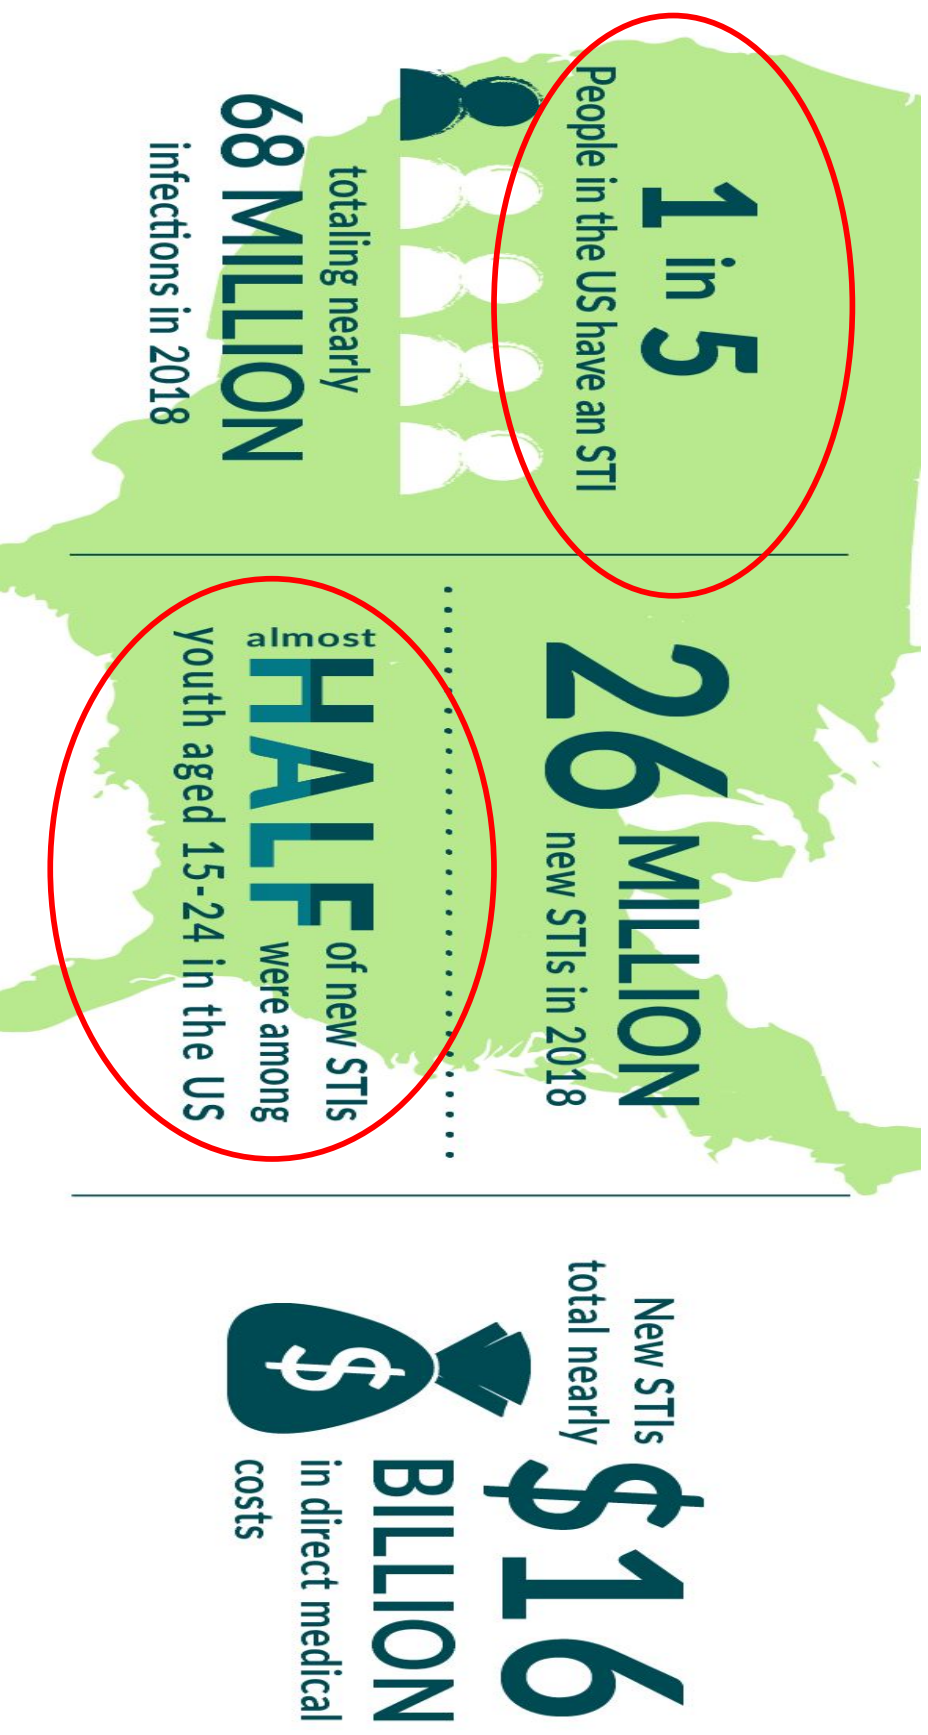 1 in 5
People in the US have an STI
totaling nearly
68 MILLION
infections in 2018
26 MILLION
new STIs in 2018
almost
HALF of new STIs
were among
youth aged 15-24 in the US
New STIs
total nearly
$16
BILLION
in direct medical
costs
$